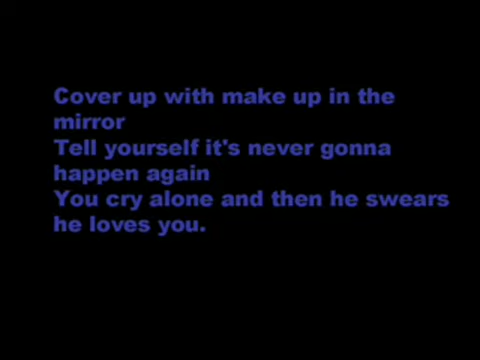 Cover up with make up in the
mirror
Tell yourself it's never gonna
happen again
You cry alone and then he swears
he loves you.